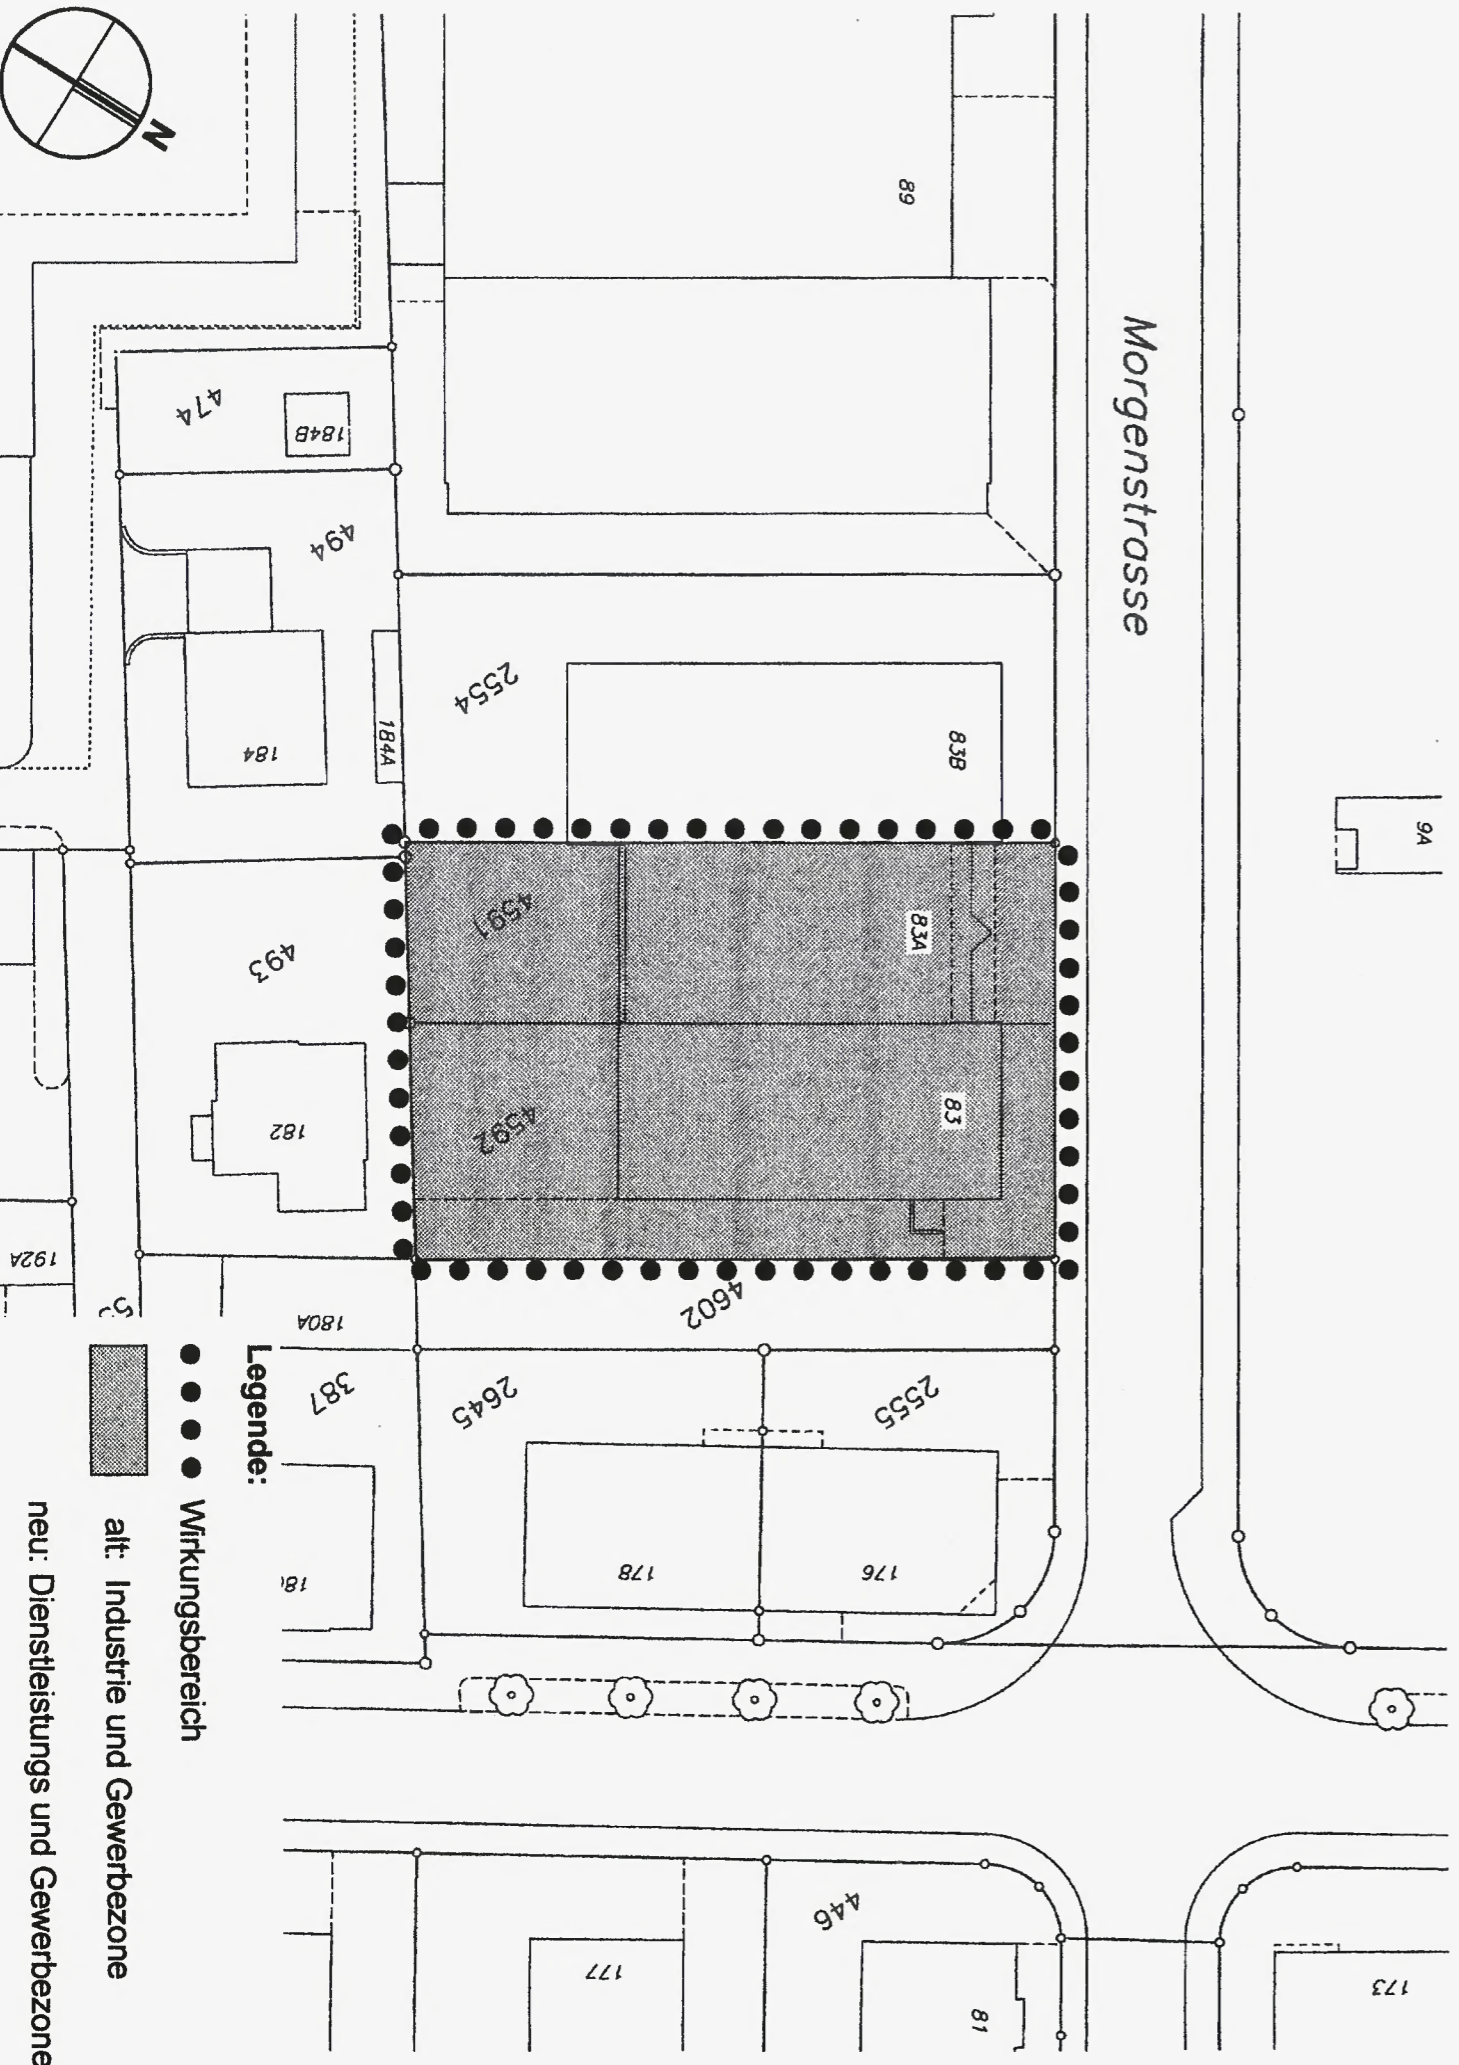 N
Morgenstrasse
89
474
184B
494
2554
83B
184A
184
9A
4591
83A
493
4592
83
182
192A
180A
4602
387
2645
2555
178
176
446
177
81
173
Legende:
Wirkungsbereich
alt: Industrie und Gewerbezone
neu: Dienstleistungs und Gewerbezone